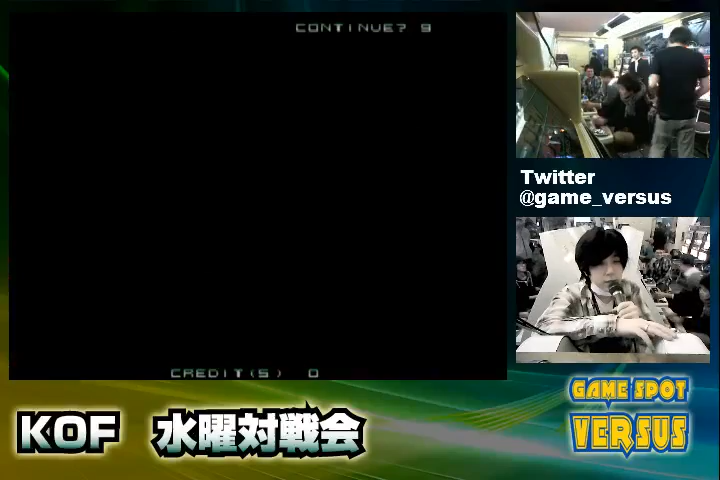 CONTINUE? 9
Twitter
@game_versus
CREDIT(S) 0
GAME SPOT
VERSUS
KOF 水曜対戦会